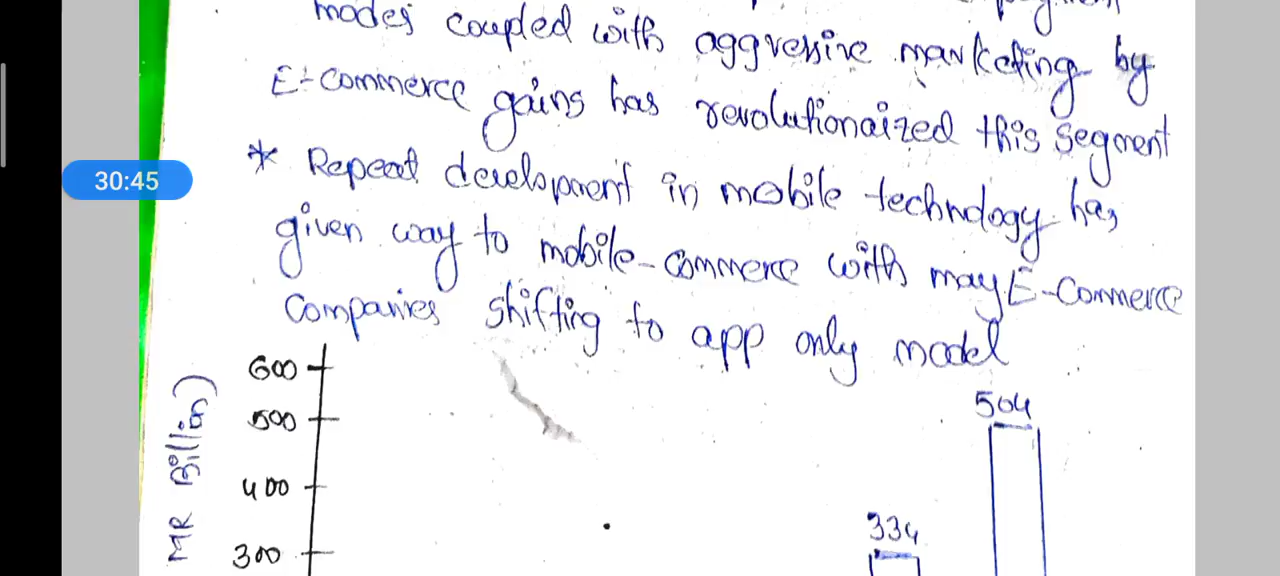 modes coupled with aggressive marketing by
E-commerce gains has revolutionaized this segment
* Repeat development in mobile technology has
30:45
given way to mobile-commerce with may E-Commerce
Companies shifting to app only model
600
500
400
300
MR Billion)
504
334